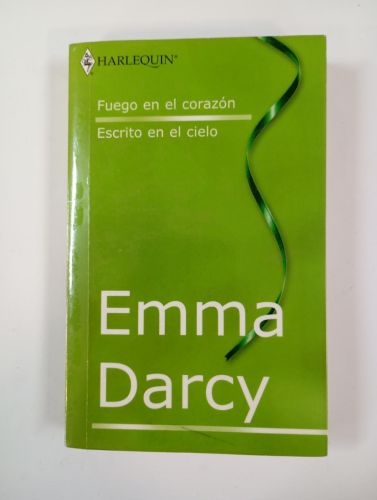 HARLEQUIN®
Fuego en el corazón
Escrito en el cielo
Emma
Darcy